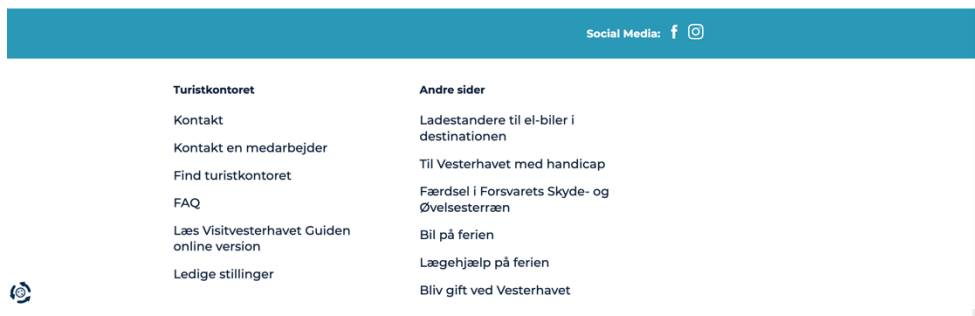 Social Media:
Turistkontoret
Kontakt
Kontakt en medarbejder
Find turistkontoret
FAQ
Læs Visitvesterhavet Guiden
online version
Ledige stillinger
Andre sider
Ladestandere til el-biler i
destinationen
Til Vesterhavet med handicap
Færdsel i Forsvarets Skyde- og
Øvelsesterræn
Bil på ferien
Lægehjælp på ferien
Bliv gift ved Vesterhavet